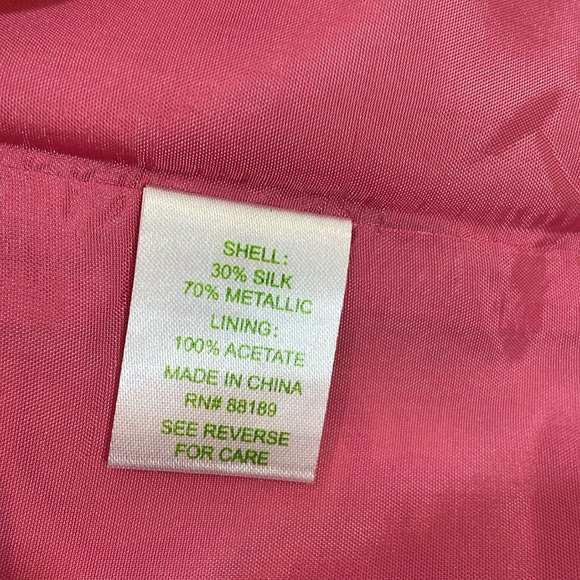 SHELL:
30% SILK
70% METALLIC
LINING:
100% ACETATE
MADE IN CHINA
RN# 88189
SEE REVERSE
FOR CARE